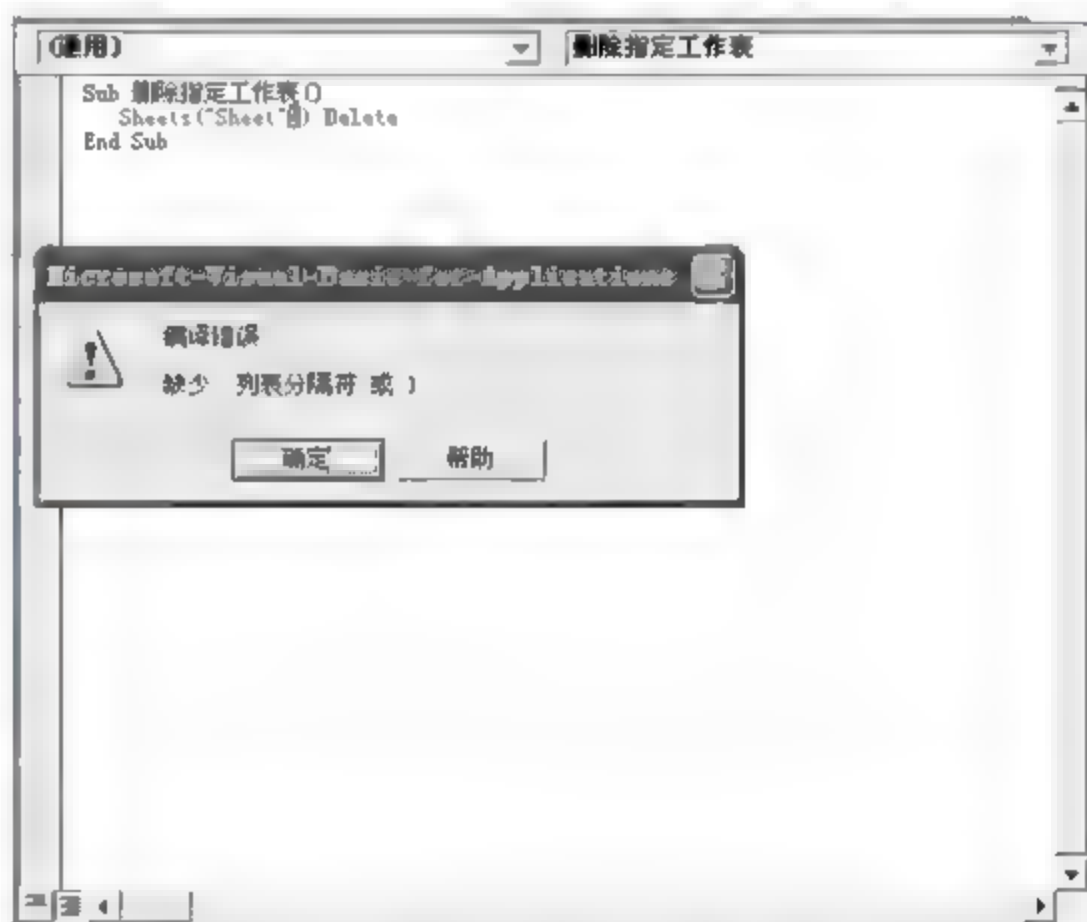 (通用)
删除指定工作表
Sub 删除指定工作表()
Sheets("Sheet" ) Delete
End Sub
Microsoft Visual Basic for Applications
编译错误
缺少 列表分隔符 或 )
确定
帮助